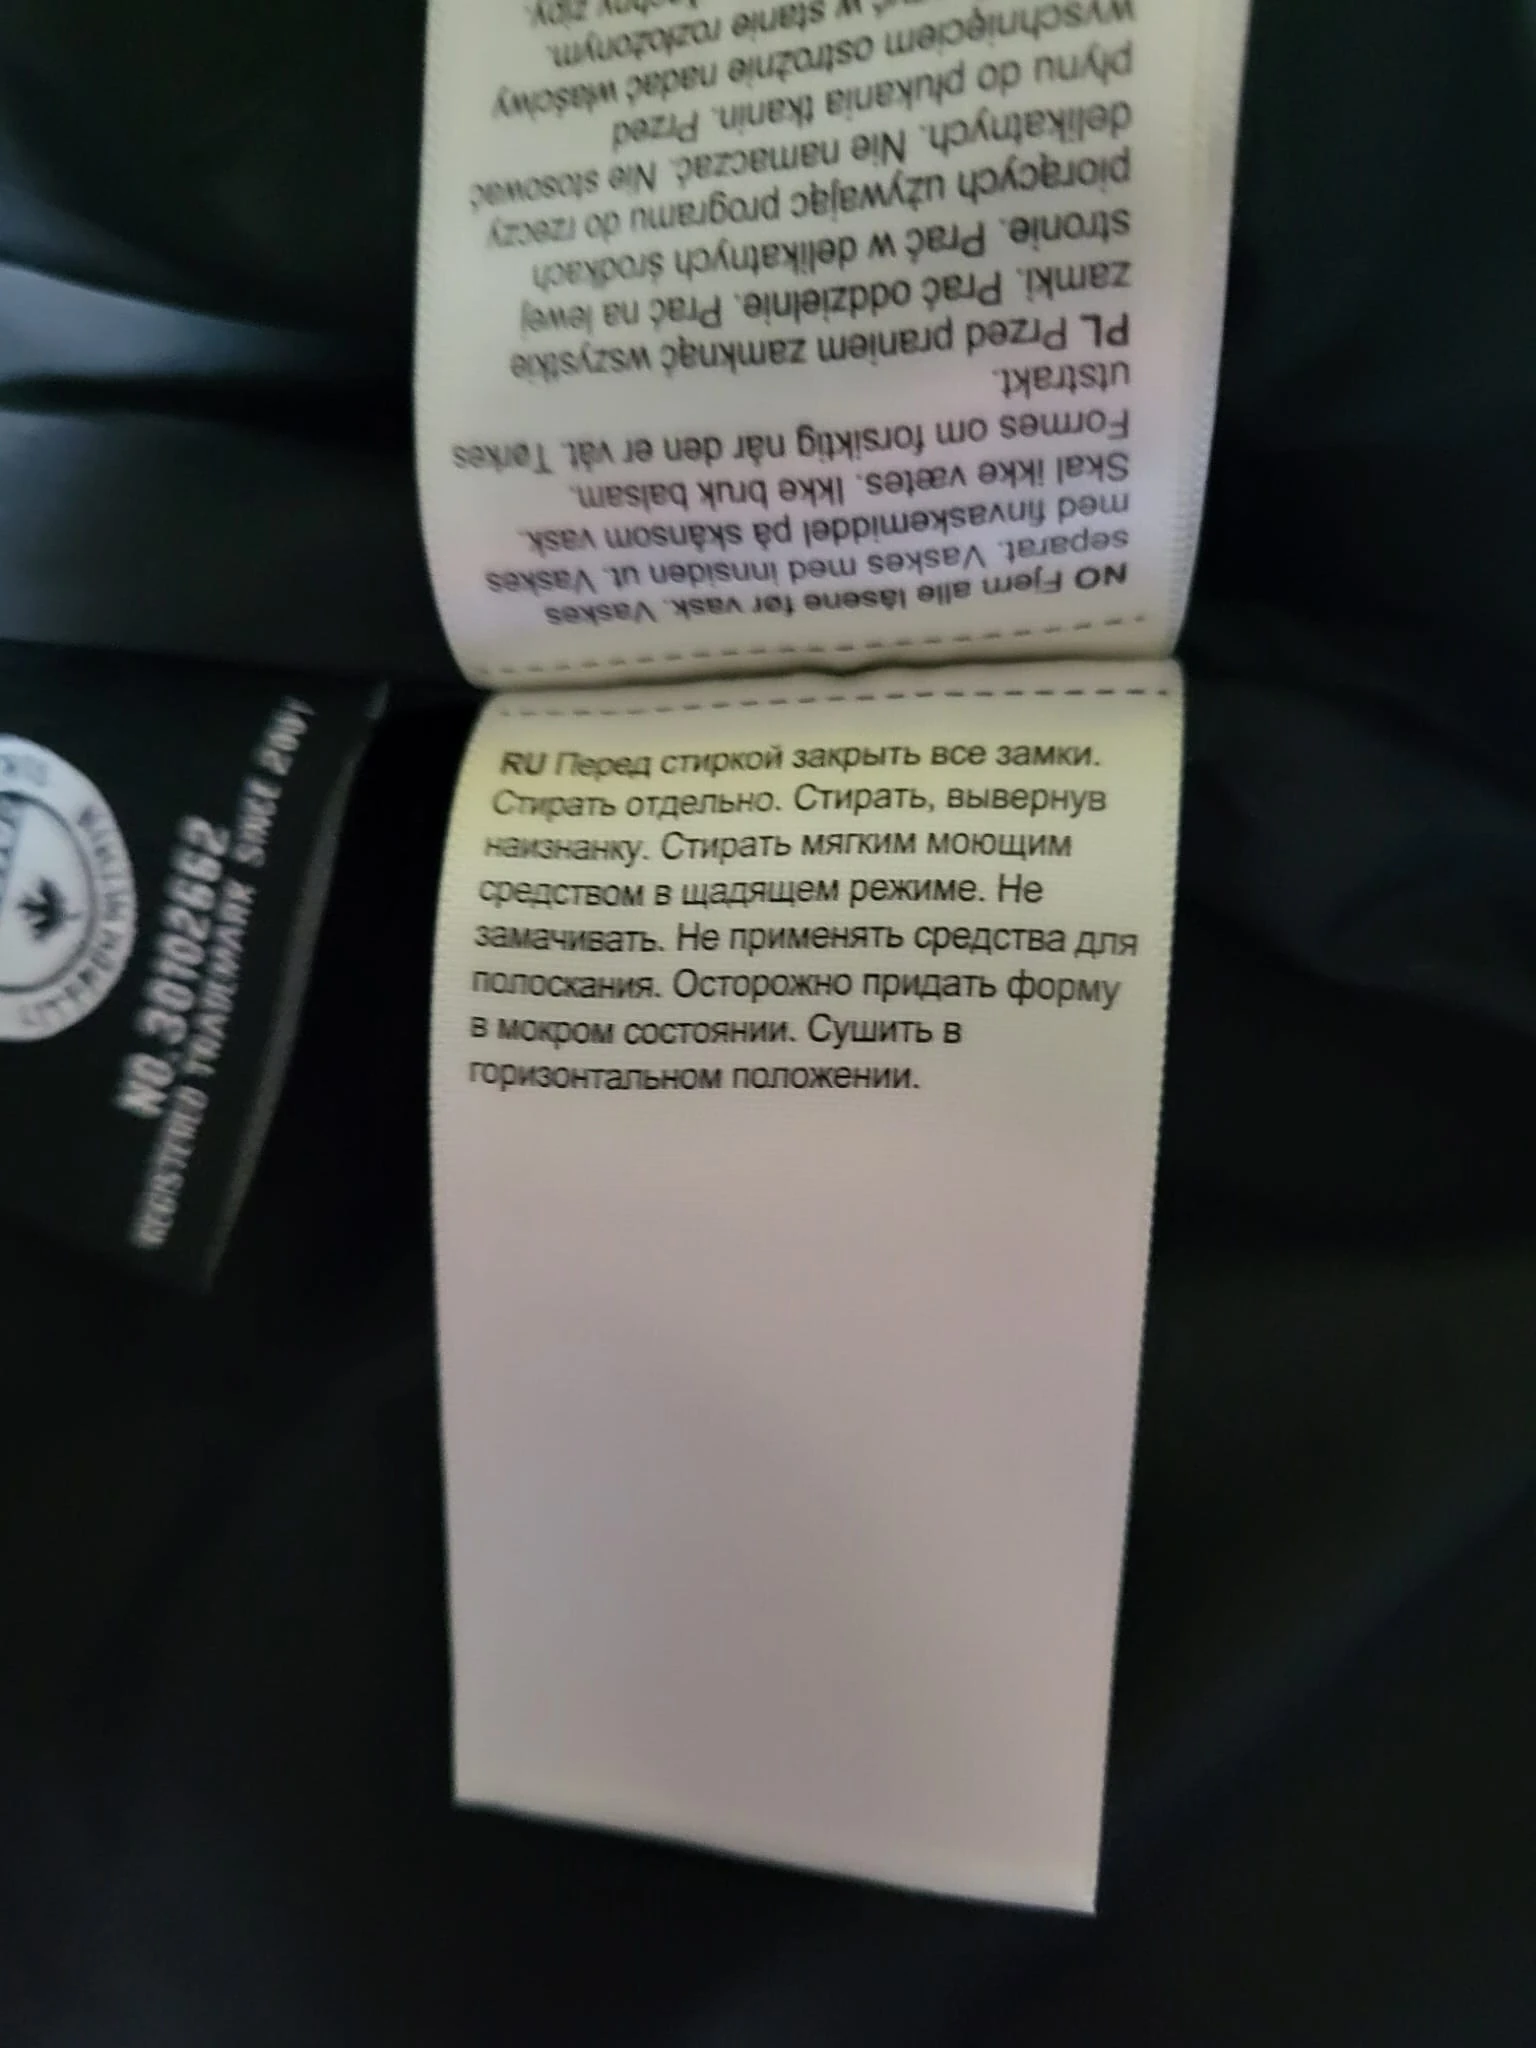 RU Перед стиркой закрыть все замки.
Стирать отдельно. Стирать, вывернув
наизнанку. Стирать мягким моющим
средством в щадящем режиме. Не
замачивать. Не применять средства для
полоскания. Осторожно придать форму
в мокром состоянии. Сушить в
горизонтальном положении.
NO Fjern alle låsene før vask. Vaskes
separat. Vaskes med innsiden ut. Vaskes
med finvaskemiddel på skånsom vask.
Skal ikke vætes. Ikke bruk balsam.
Formes om forsiktig når den er våt. Tørkes
utstrakt.
PL Przed praniem zamknąć wszystkie
zamki. Prać oddzielnie. Prać na lewej
stronie. Prać w delikatnych środkach
piorących używając programu do rzeczy
delikatnych. Nie namaczać. Nie stosować
płynu do płukania tkanin. Przed
wyschnięciem ostrożnie nadać właściwy
w stanie rozłożonym.
zipy.
NO.3012662
REGISTERED TRADEMARK SINCE 2001